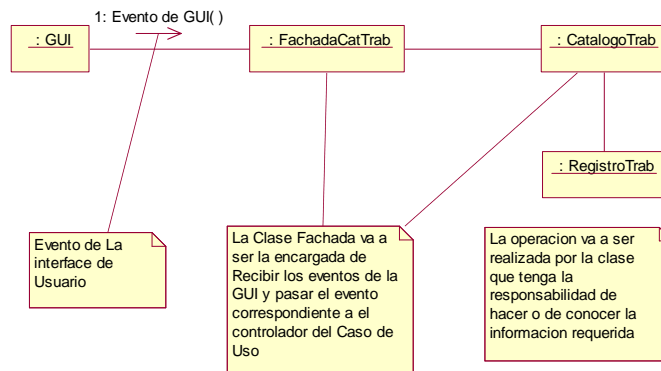 1: Evento de GUI( )
: GUI
: FachadaCatTrab
: CatalogoTrab
: RegistroTrab
Evento de La
interface de
Usuario
La Clase Fachada va a
ser la encargada de
Recibir los eventos de la
GUI y pasar el evento
correspondiente a el
controlador del Caso de
Uso
La operacion va a ser
realizada por la clase
que tenga la
responsabilidad de
hacer o de conocer la
informacion requerida